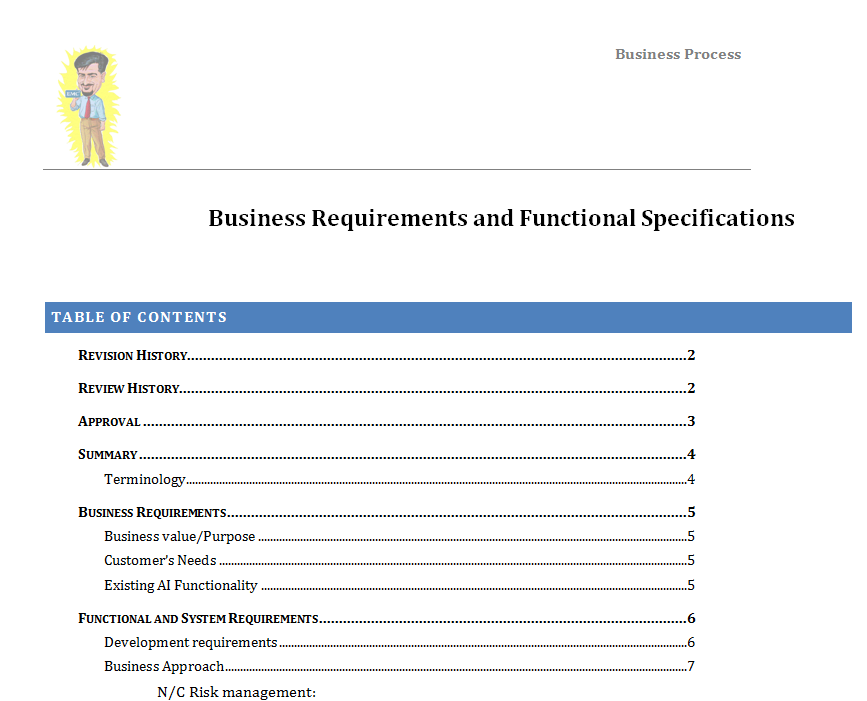 Business Process
Business Requirements and Functional Specifications
TABLE OF CONTENTS
REVISION HISTORY.....2
REVIEW HISTORY.....2
APPROVAL.....3
SUMMARY.....4
Terminology.....4
BUSINESS REQUIREMENTS.....5
Business value/Purpose.....5
Customer's Needs.....5
Existing AI Functionality.....5
FUNCTIONAL AND SYSTEM REQUIREMENTS.....6
Development requirements.....6
Business Approach.....7
N/C Risk management: